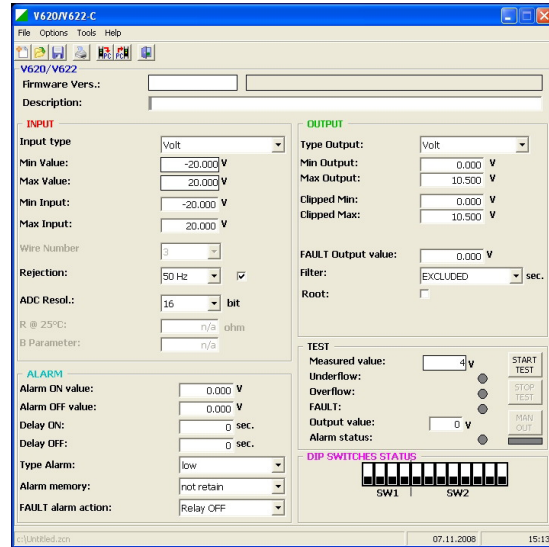 V620/V622-C
File Options Tools Help
V620/V622
Firmware Vers.:
Description:
INPUT
Input type Volt
Min Value: -20.000 V
Max Value: 20.000 V
Min Input: -20.000 V
Max Input: 20.000 V
Wire Number 3
Rejection: 50 Hz
ADC Resol.: 16 bit
R @ 25°C: n/a ohm
B Parameter: n/a
ALARM
Alarm ON value: 0.000 V
Alarm OFF value: 0.000 V
Delay ON: 0 sec.
Delay OFF: 0 sec.
Type Alarm: low
Alarm memory: not retain
FAULT alarm action: Relay OFF
OUTPUT
Type Output: Volt
Min Output: 0.000 V
Max Output: 10.500 V
Clipped Min: 0.000 V
Clipped Max: 10.500 V
FAULT Output value: 0.000 V
Filter: EXCLUDED sec.
Root:
TEST
Measured value: 4 V
Underflow:
Overflow:
FAULT:
Output value: 0 V
Alarm status:
START TEST
STOP TEST
MAN OUT
DIP SWITCHES STATUS
SW1 | SW2
c:\Untitled.zcn 07.11.2008 15:13